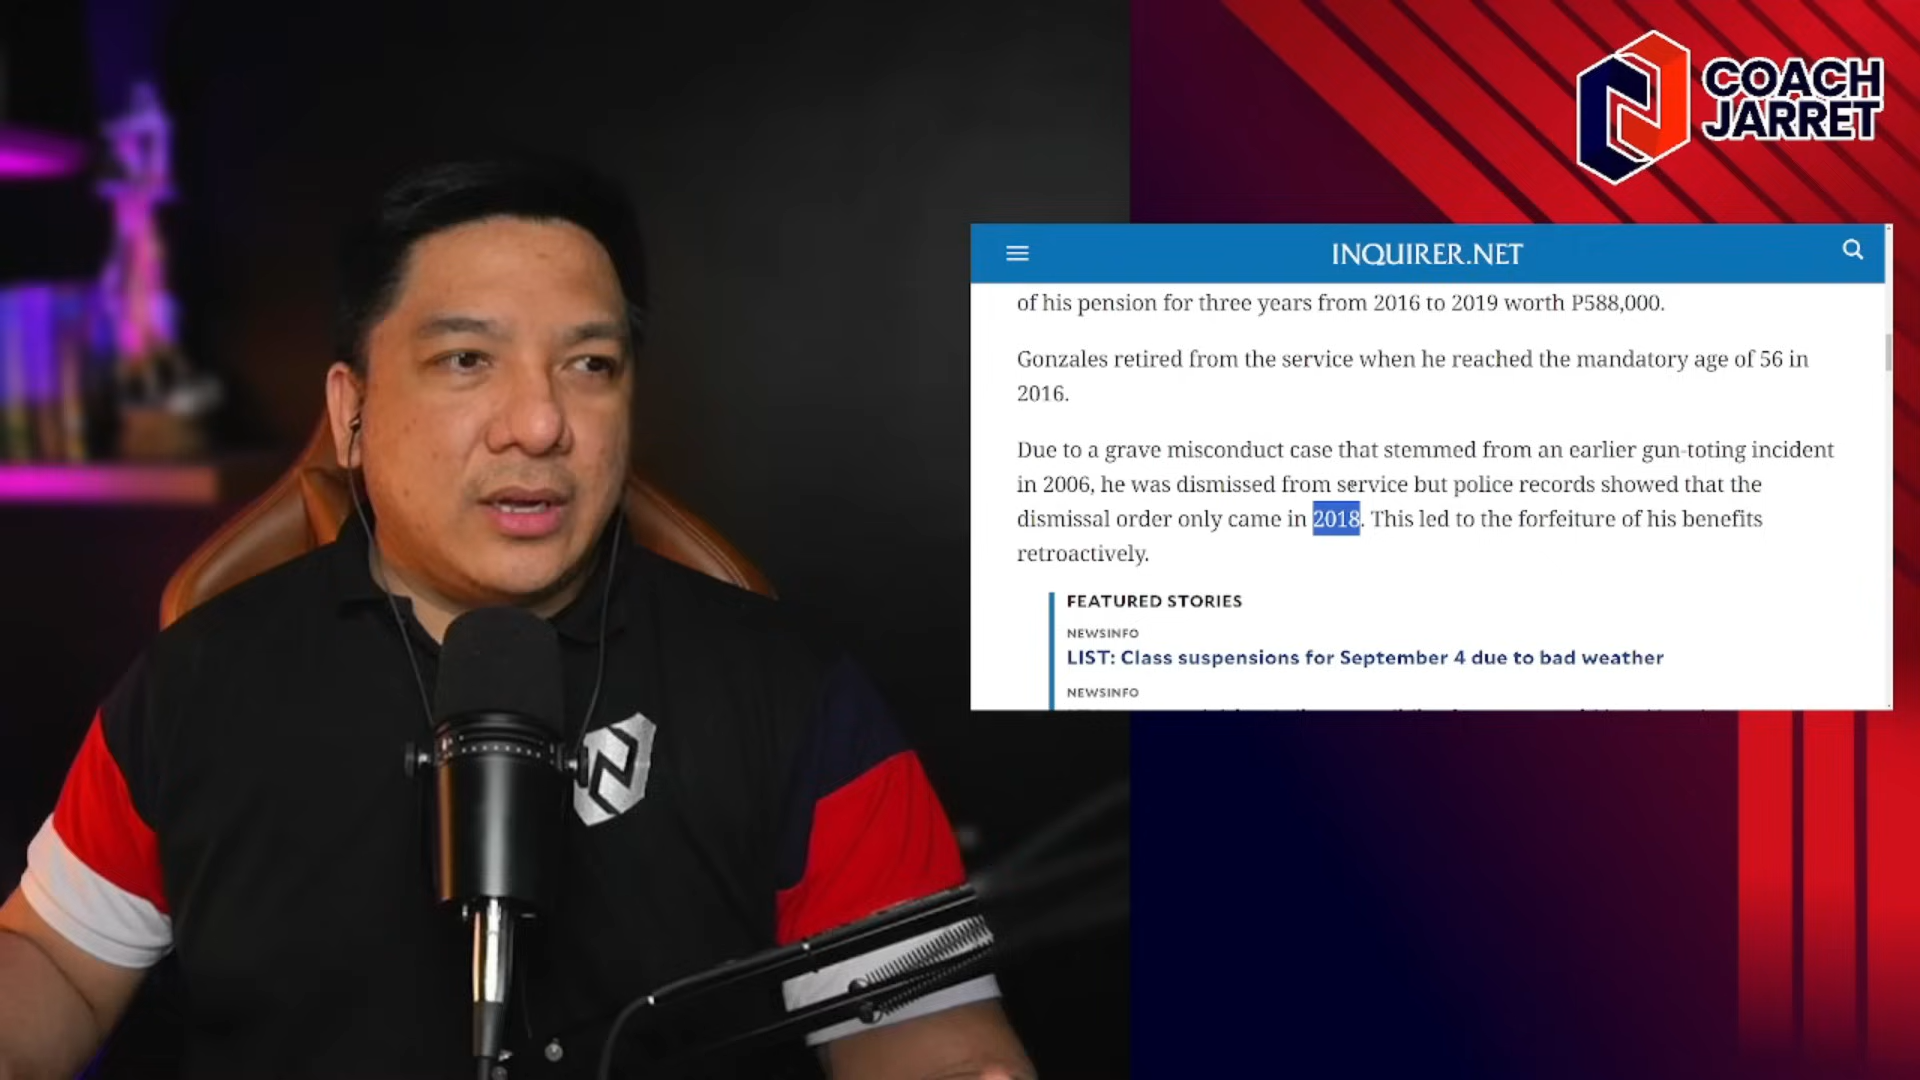 COACH
JARRET
INQUIRER.NET
of his pension for three years from 2016 to 2019 worth P588,000.
Gonzales retired from the service when he reached the mandatory age of 56 in
2016.
Due to a grave misconduct case that stemmed from an earlier gun-toting incident
in 2006, he was dismissed from service but police records showed that the
dismissal order only came in 2018. This led to the forfeiture of his benefits
retroactively.
FEATURED STORIES
NEWSINFO
LIST: Class suspensions for September 4 due to bad weather
NEWSINFO